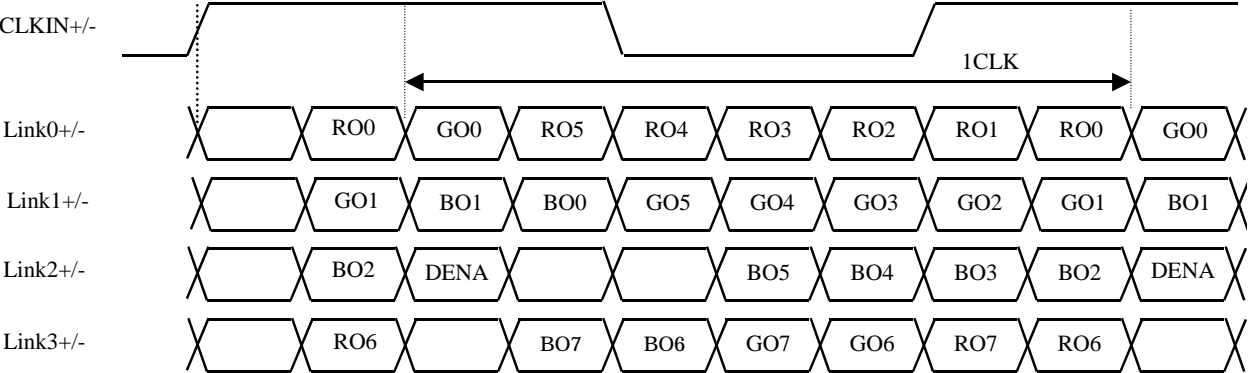 CLKIN+/-
1CLK
Link0+/- RO0 GO0 RO5 RO4 RO3 RO2 RO1 RO0 GO0
Link1+/- GO1 BO1 BO0 GO5 GO4 GO3 GO2 GO1 BO1
Link2+/- BO2 DENA BO5 BO4 BO3 BO2 DENA
Link3+/- RO6 BO7 BO6 GO7 GO6 RO7 RO6